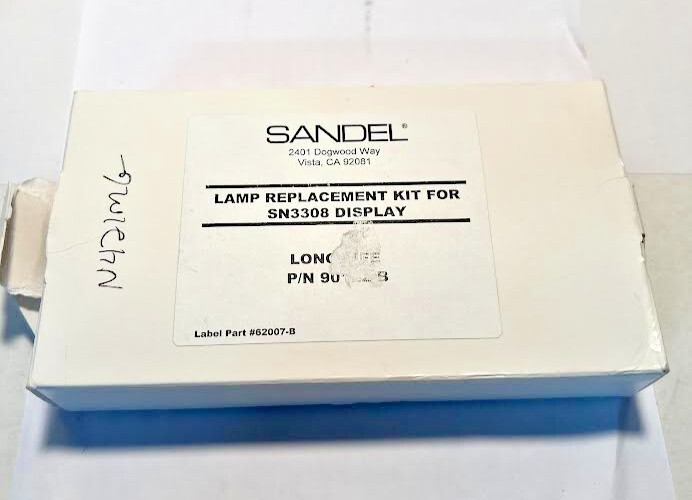 SANDEL®
2401 Dogwood Way
Vista, CA 92081
LAMP REPLACEMENT KIT FOR
SN3308 DISPLAY
P/N
Label Part #62007-B